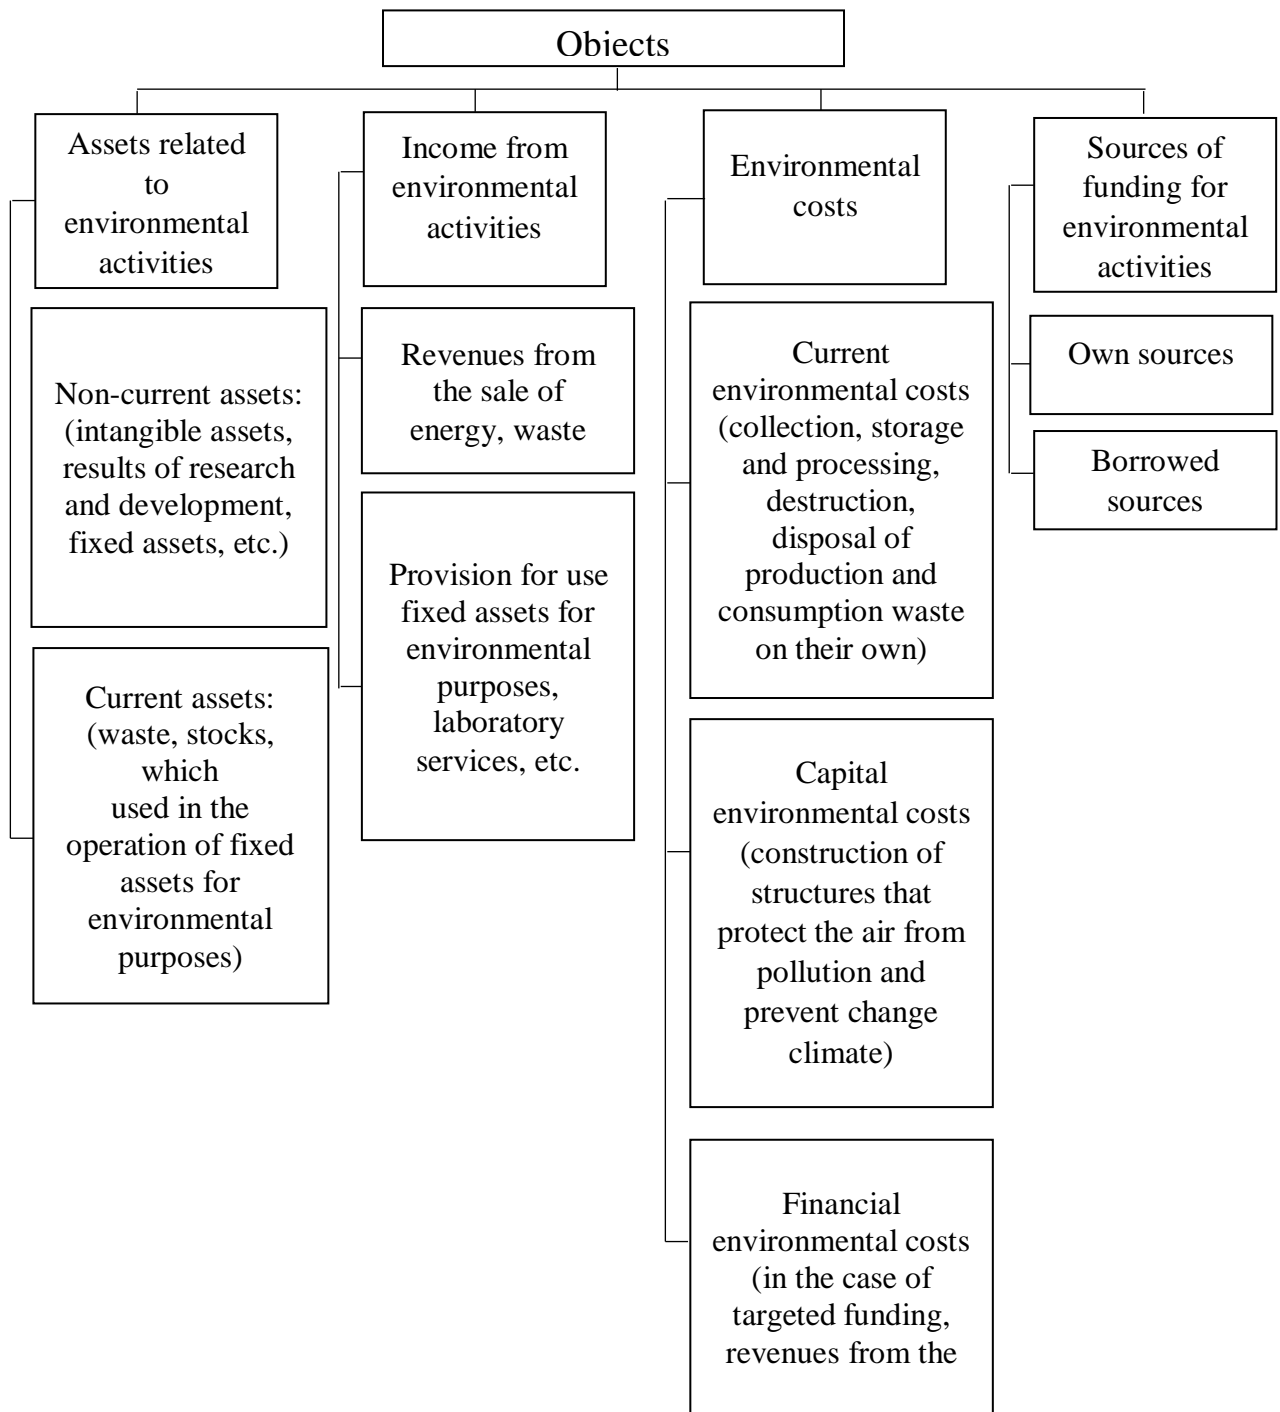 Objects
Assets related
to
environmental
activities
Non-current assets:
(intangible assets,
results of research
and development,
fixed assets, etc.)
Current assets:
(waste, stocks,
which
used in the
operation of fixed
assets for
environmental
purposes)
Income from
environmental
activities
Revenues from
the sale of
energy, waste
Provision for use
fixed assets for
environmental
purposes,
laboratory
services, etc.
Environmental
costs
Current
environmental costs
(collection, storage
and processing,
destruction,
disposal of
production and
consumption waste
on their own)
Capital
environmental costs
(construction of
structures that
protect the air from
pollution and
prevent change
climate)
Financial
environmental costs
(in the case of
targeted funding,
revenues from the
Sources of
funding for
environmental
activities
Own sources
Borrowed
sources